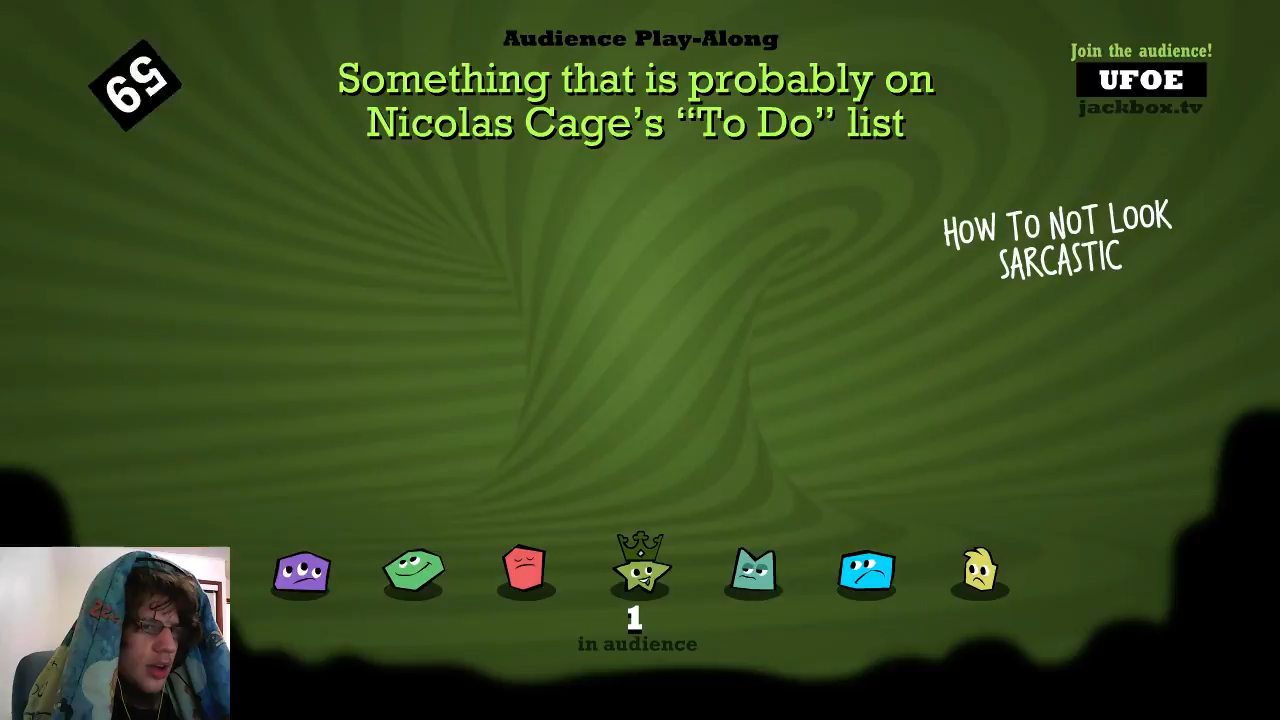 Audience Play-Along
Something that is probably on
Nicolas Cage's “To Do” list
59
Join the audience!
UFOE
jackbox.tv
HOW TO NOT LOOK
SARCASTIC
1
in audience